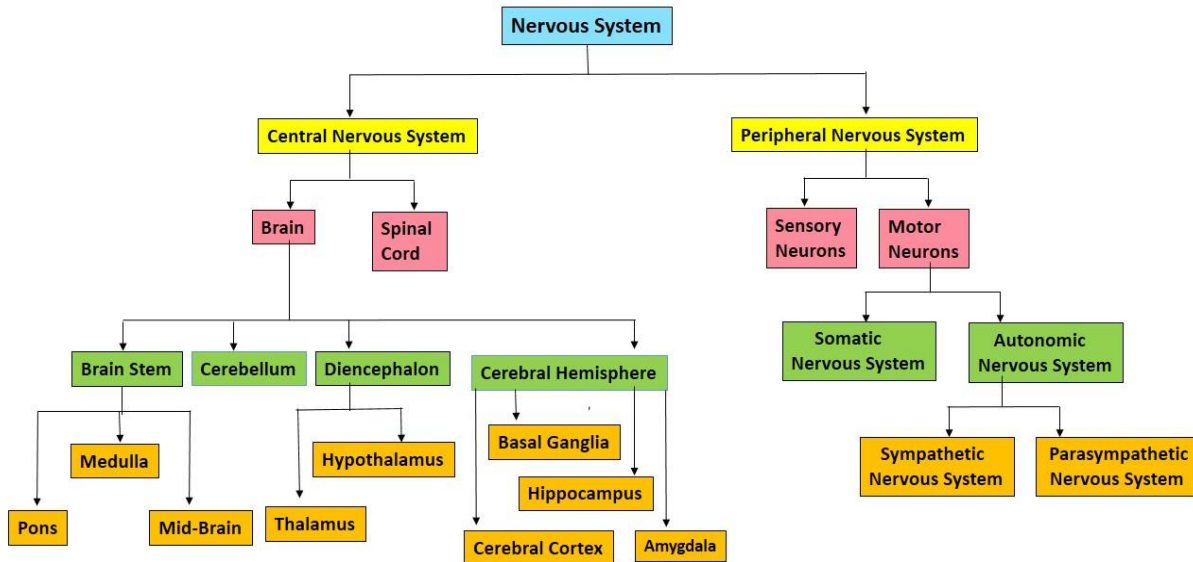 Nervous System
Central Nervous System
Peripheral Nervous System
Brain
Spinal
Cord
Sensory
Neurons
Motor
Neurons
Somatic
Nervous System
Autonomic
Nervous System
Brain Stem
Cerebellum
Diencephalon
Cerebral Hemisphere
Medulla
Hypothalamus
Basal Ganglia
Sympathetic
Nervous System
Parasympathetic
Nervous System
Hippocampus
Pons
Mid-Brain
Thalamus
Cerebral Cortex
Amygdala